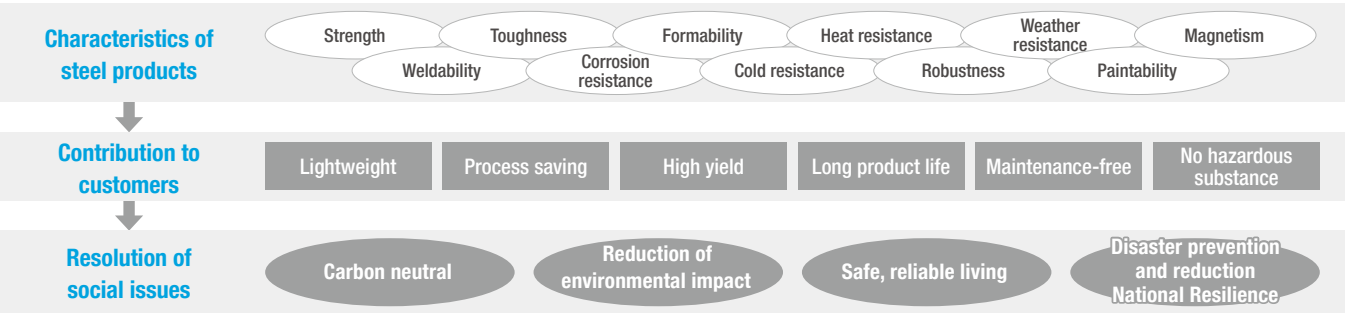 Characteristics of
steel products
Strength
Toughness
Formability
Heat resistance
Weather
resistance
Magnetism
Weldability
Corrosion
resistance
Cold resistance
Robustness
Paintability
Contribution to
customers
Lightweight
Process saving
High yield
Long product life
Maintenance-free
No hazardous
substance
Resolution of
social issues
Carbon neutral
Reduction of
environmental impact
Safe, reliable living
Disaster prevention
and reduction
National Resilience